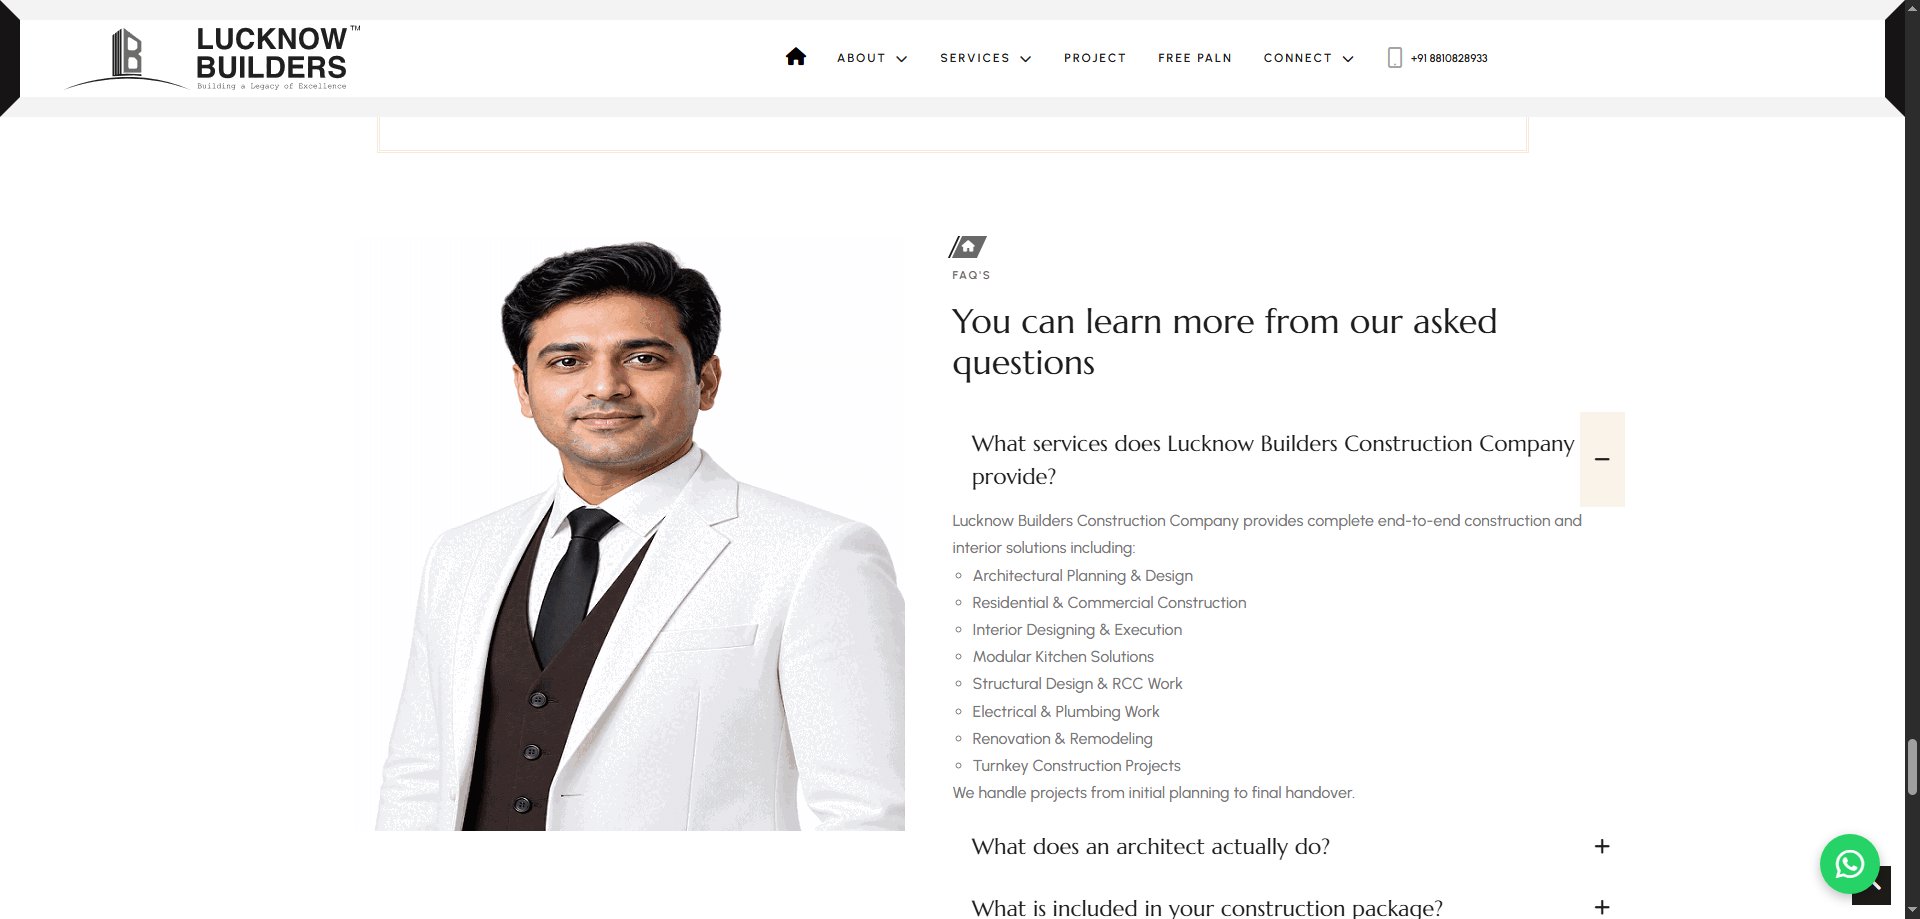 LUCKNOW™
BUILDERS
Building a Legacy of Excellence
ABOUT
SERVICES
PROJECT
FREE PALN
CONNECT
+91 8810828933
FAQ'S
You can learn more from our asked
questions
What services does Lucknow Builders Construction Company
provide?
Lucknow Builders Construction Company provides complete end-to-end construction and
interior solutions including:
Architectural Planning & Design
Residential & Commercial Construction
Interior Designing & Execution
Modular Kitchen Solutions
Structural Design & RCC Work
Electrical & Plumbing Work
Renovation & Remodeling
Turnkey Construction Projects
We handle projects from initial planning to final handover.
What does an architect actually do?
What is included in your construction package?